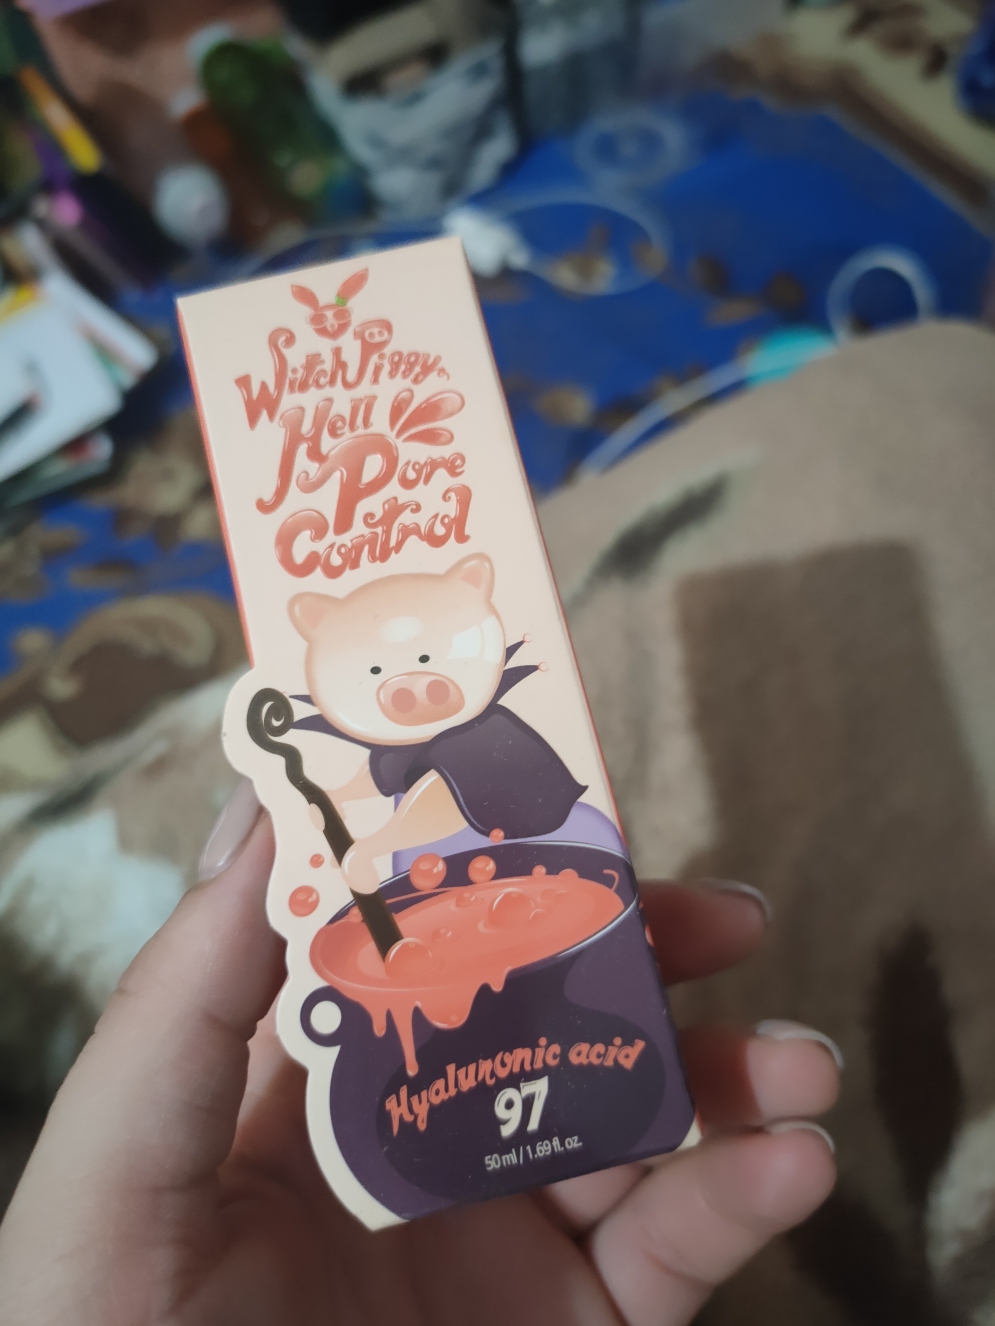 Witch Piggy,
Hell
Pore
Control
Hyaluronic acid
97
50 ml / 1.69 fl. oz.